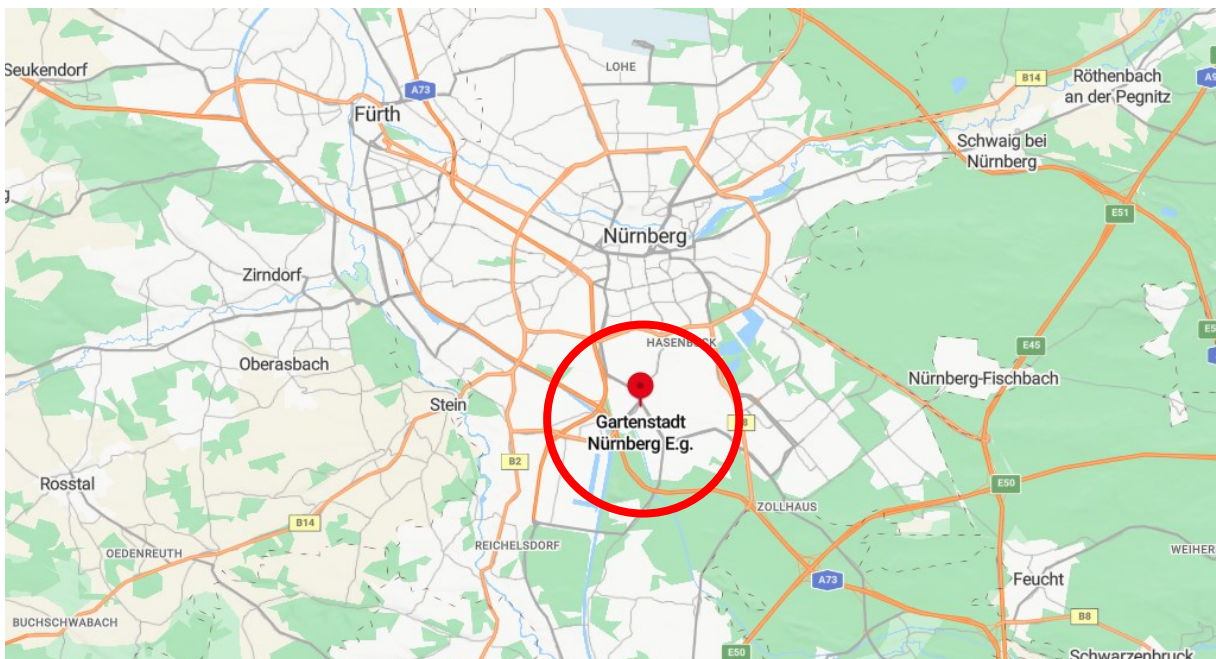 LOHE
Seukendorf
A73
B14
Röthenbach
an der Pegnitz
Fürth
Schwaig bei
Nürnberg
E51
Nürnberg
Zirndorf
HASENBUCK
E45
Oberasbach
Nürnberg-Fischbach
Stein
Gartenstadt
Nürnberg E.g.
B2
E50
Rosstal
ZOLLHAUS
B14
OEDENREUTH
REICHELSDORF
WEIHER
A73
Feucht
BUCHSCHWABACH
B8
E50
Schwarzenbruck